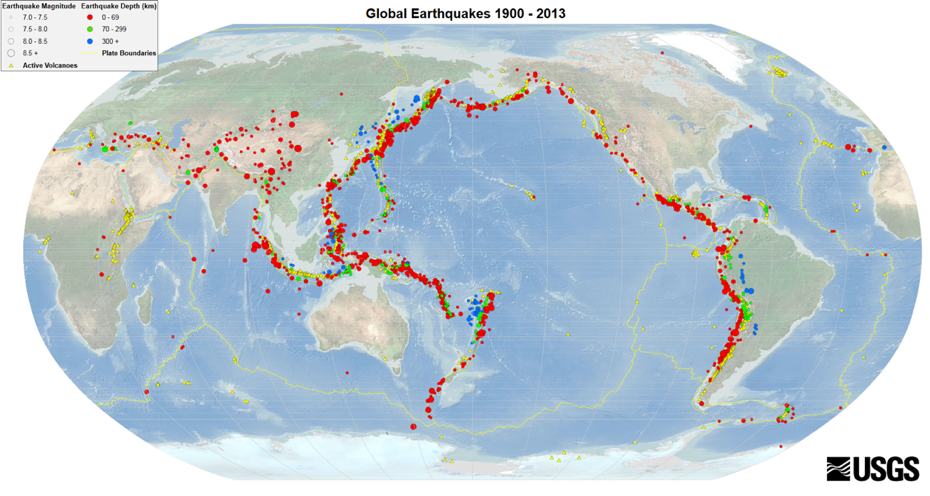 Global Earthquakes 1900 - 2013
Earthquake Magnitude
7.0 - 7.5
7.5 - 8.0
8.0 - 8.5
8.5 +
Active Volcanoes
Earthquake Depth (km)
0 - 69
70 - 299
300 +
Plate Boundaries
USGS